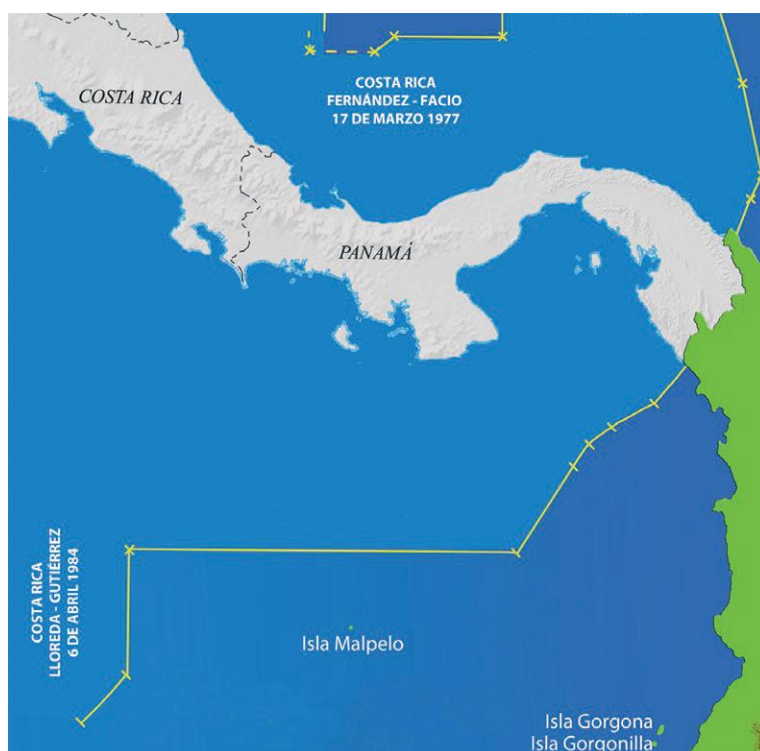 COSTA RICA
FERNÁNDEZ - FACIO
17 DE MARZO 1977
COSTA RICA
PANAMÁ
COSTA RICA
LLOREDA - GUTIÉRREZ
6 DE ABRIL 1984
Isla Malpelo
Isla Gorgona
Isla Gorgonilla